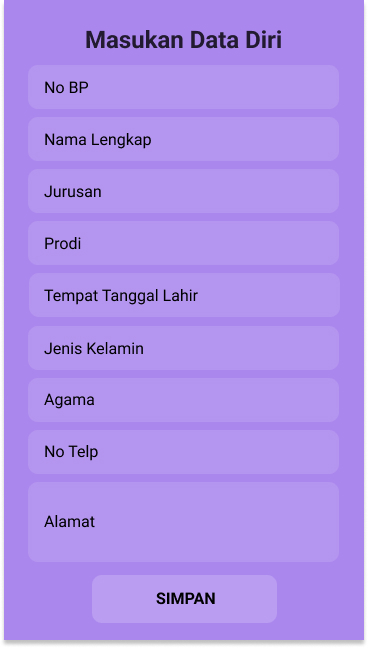 Masukan Data Diri
No BP
Nama Lengkap
Jurusan
Prodi
Tempat Tanggal Lahir
Jenis Kelamin
Agama
No Telp
Alamat
SIMPAN